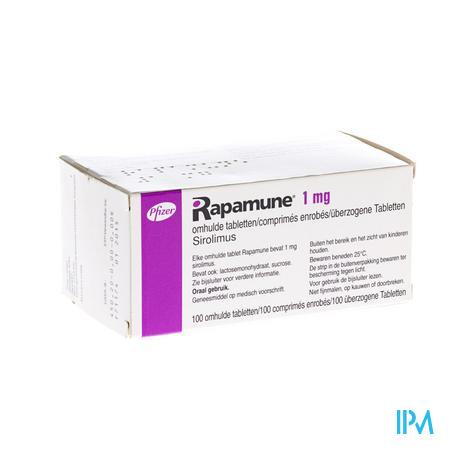 Pfizer
Rapamune® 1 mg
omhulde tabletten/comprimés enrobés/überzogene Tabletten
Sirolimus
Elke omhulde tablet Rapamune bevat 1 mg
sirolimus.
Bevat ook: lactosemonohydraat, sucrose.
Zie bijsluiter voor verdere informatie.
Oraal gebruik.
Geneesmiddel op medisch voorschrift.
Buiten het bereik en het zicht van kinderen
houden.
Bewaren beneden 25°C.
De strip in de buitenverpakking bewaren ter
bescherming tegen licht.
Voor gebruik de bijsluiter lezen.
Niet fijnmalen, op kauwen of doorbreken.
100 omhulde tabletten/100 comprimés enrobés/100 überzogene Tabletten
IPM